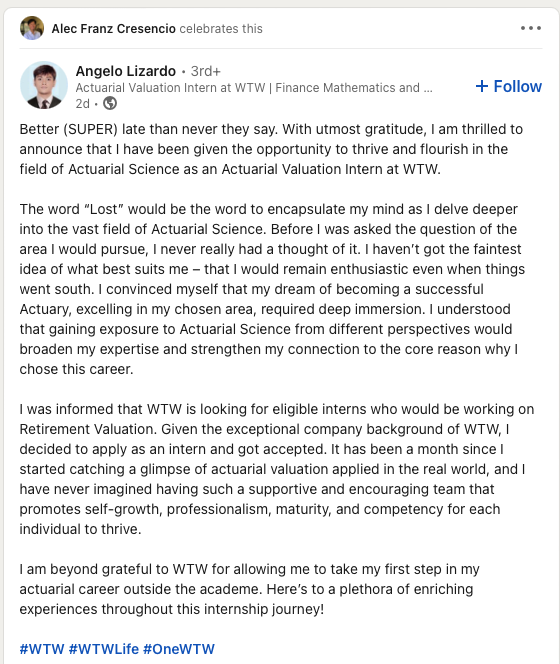 Alec Franz Cresencio celebrates this
Angelo Lizardo • 3rd+
Actuarial Valuation Intern at WTW | Finance Mathematics and ...
2d •
+ Follow
Better (SUPER) late than never they say. With utmost gratitude, I am thrilled to
announce that I have been given the opportunity to thrive and flourish in the
field of Actuarial Science as an Actuarial Valuation Intern at WTW.
The word “Lost” would be the word to encapsulate my mind as I delve deeper
into the vast field of Actuarial Science. Before I was asked the question of the
area I would pursue, I never really had a thought of it. I haven’t got the faintest
idea of what best suits me – that I would remain enthusiastic even when things
went south. I convinced myself that my dream of becoming a successful
Actuary, excelling in my chosen area, required deep immersion. I understood
that gaining exposure to Actuarial Science from different perspectives would
broaden my expertise and strengthen my connection to the core reason why I
chose this career.
I was informed that WTW is looking for eligible interns who would be working on
Retirement Valuation. Given the exceptional company background of WTW, I
decided to apply as an intern and got accepted. It has been a month since I
started catching a glimpse of actuarial valuation applied in the real world, and I
have never imagined having such a supportive and encouraging team that
promotes self-growth, professionalism, maturity, and competency for each
individual to thrive.
I am beyond grateful to WTW for allowing me to take my first step in my
actuarial career outside the academe. Here’s to a plethora of enriching
experiences throughout this internship journey!
#WTW #WTWLife #OneWTW